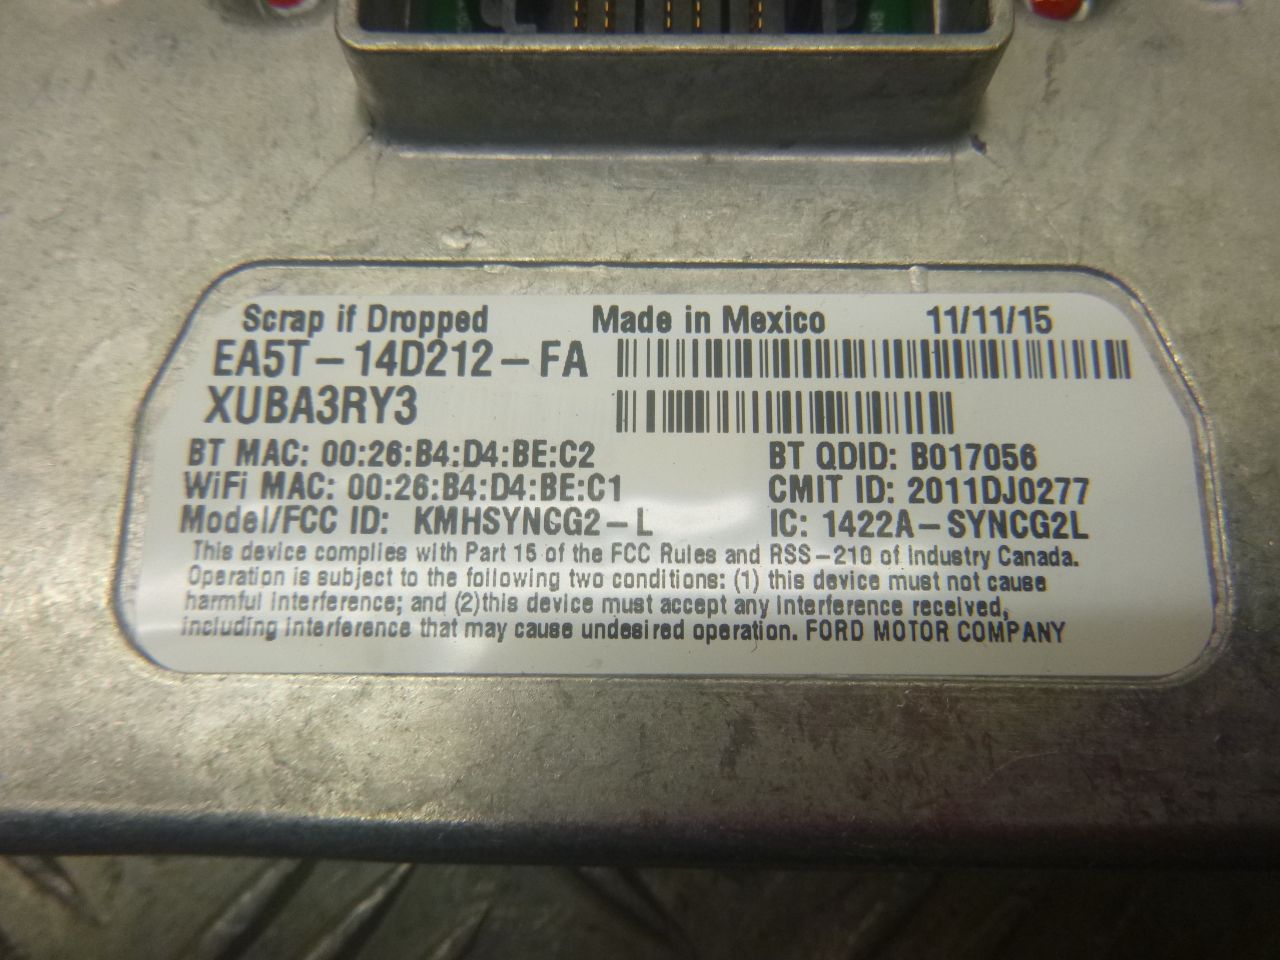 Scrap if Dropped Made in Mexico 11/11/15
EA5T-14D212-FA
XUBA3RY3
BT MAC: 00:26:B4:D4:BE:C2 BT QDID: B017056
WiFi MAC: 00:26:B4:D4:BE:C1 CMIT ID: 2011DJ0277
Model/FCC ID: KMHSYNCG2-L IC: 1422A-SYNCG2L
This device complies with Part 15 of the FCC Rules and RSS-210 of Industry Canada.
Operation is subject to the following two conditions: (1) this device must not cause
harmful interference; and (2)this device must accept any interference received,
including interference that may cause undesired operation. FORD MOTOR COMPANY